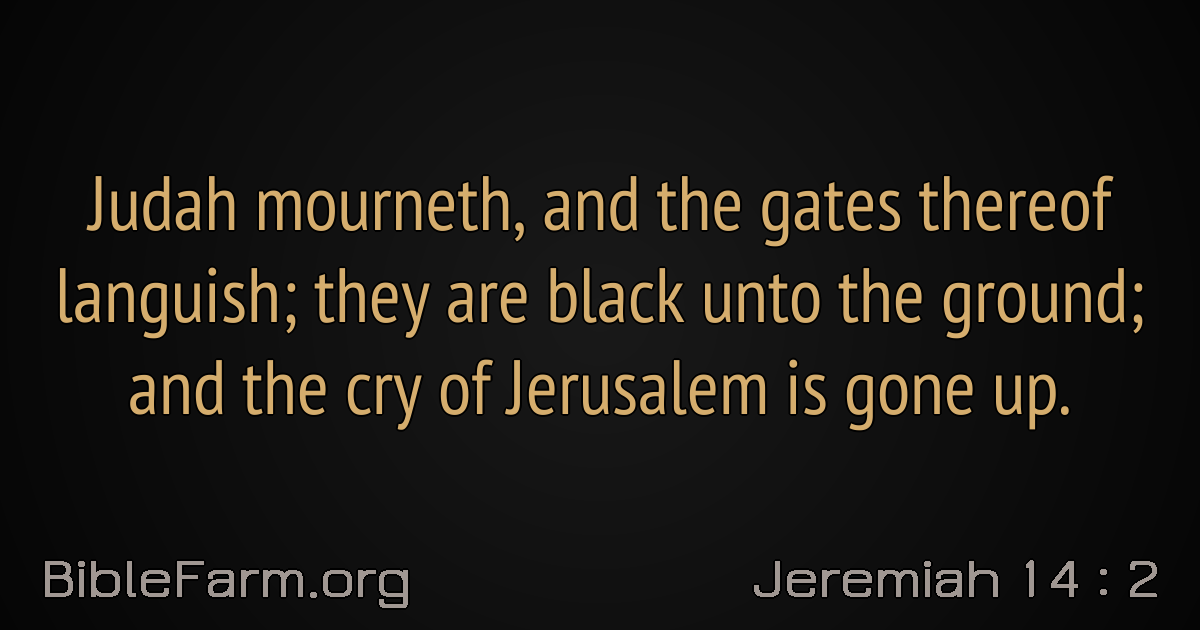 Judah mourneth, and the gates thereof
languish; they are black unto the ground;
and the cry of Jerusalem is gone up.
BibleFarm.org
Jeremiah 14 : 2